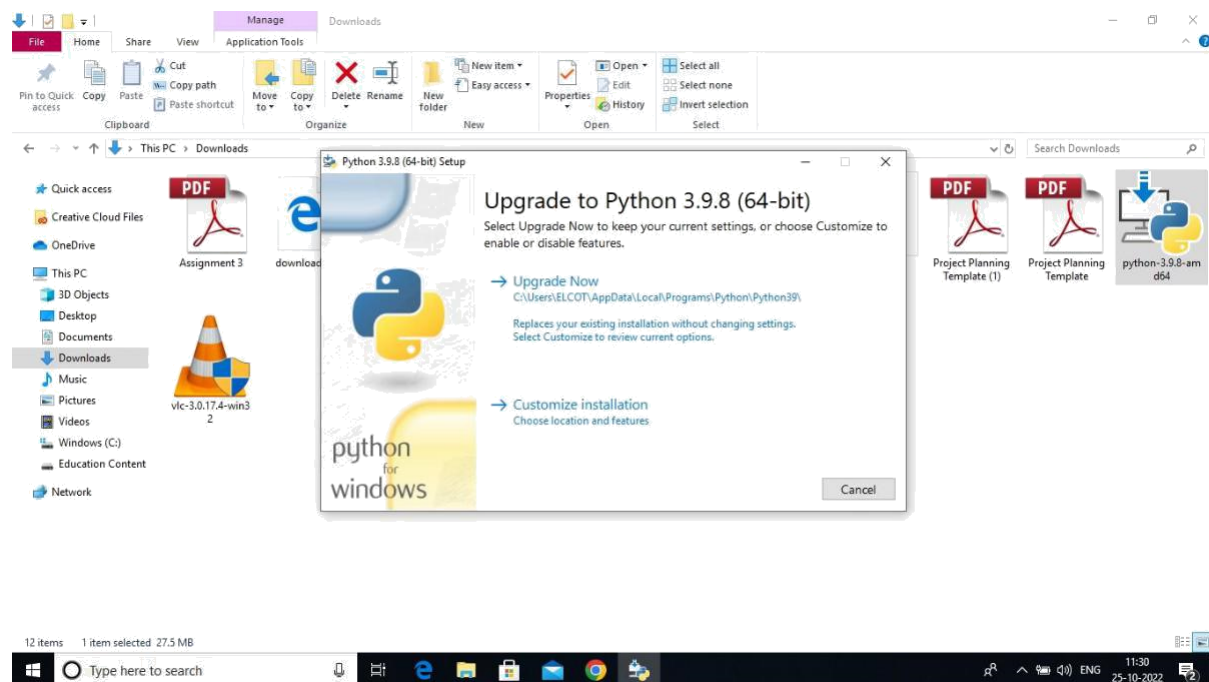 Manage
Downloads
File
Home
Share
View
Application Tools
Pin to Quick
access
Copy
Paste
Cut
Copy path
Paste shortcut
Clipboard
Move
to
Copy
to
Delete
Rename
Organize
New
folder
New item
Easy access
New
Properties
Open
Edit
History
Open
Select all
Select none
Invert selection
Select
This PC > Downloads
Search Downloads
Quick access
Creative Cloud Files
OneDrive
This PC
3D Objects
Desktop
Documents
Downloads
Music
Pictures
Videos
Windows (C:)
Education Content
Network
PDF
Assignment 3
download
vlc-3.0.17.4-win3
2
Python 3.9.8 (64-bit) Setup
Upgrade to Python 3.9.8 (64-bit)
Select Upgrade Now to keep your current settings, or choose Customize to
enable or disable features.
Upgrade Now
C:\Users\ELCOT\AppData\Local\Programs\Python\Python39\
Replaces your existing installation without changing settings.
Select Customize to review current options.
Customize installation
Choose location and features
python
for
windows
Cancel
PDF
Project Planning
Template (1)
PDF
Project Planning
Template
python-3.9.8-am
d64
12 items 1 item selected 27.5 MB
Type here to search
ENG
11:30
25-10-2022
2